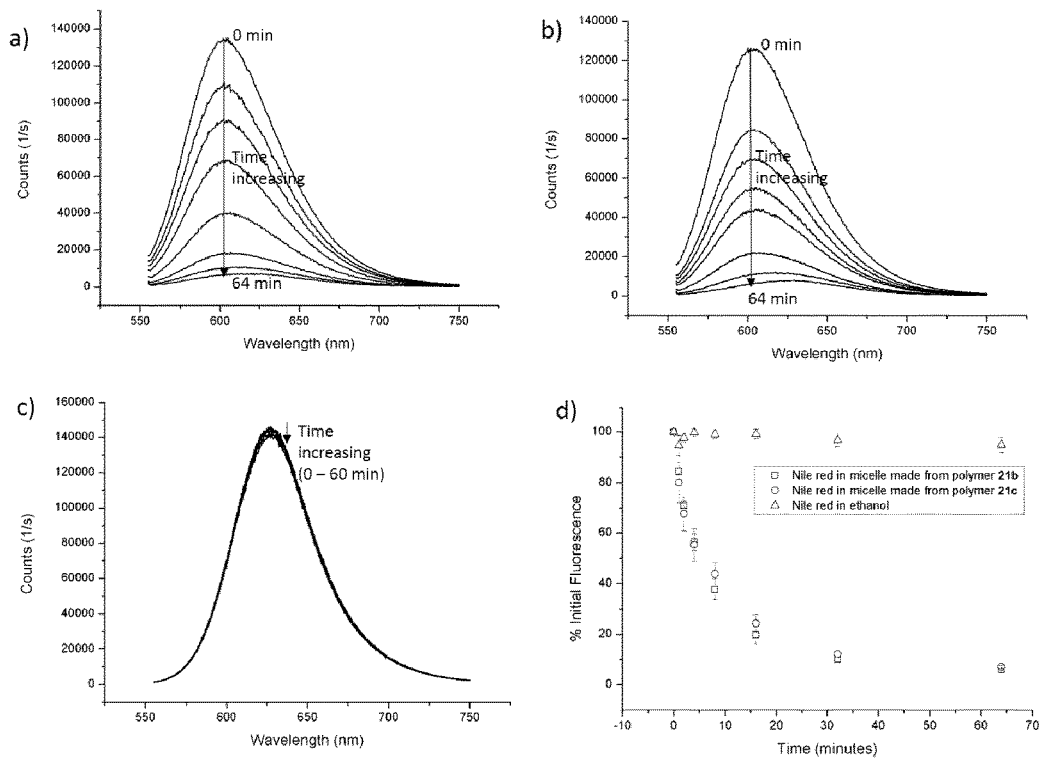 a)
140000
120000
100000
80000
60000
40000
20000
0
Counts (1/s)
0 min
Time
increasing
64 min
550 600 650 700 750
Wavelength (nm)
b)
140000
120000
100000
80000
60000
40000
20000
0
Counts (1/s)
0 min
Time
increasing
64 min
550 600 650 700 750
Wavelength (nm)
c)
160000
140000
120000
100000
80000
60000
40000
20000
0
Counts (1/s)
Time
increasing
(0 – 60 min)
550 600 650 700 750
Wavelength (nm)
d)
100
80
60
40
20
0
% Initial Fluorescence
Nile red in micelle made from polymer 21b
Nile red in micelle made from polymer 21c
Nile red in ethanol
-10 0 10 20 30 40 50 60 70
Time (minutes)